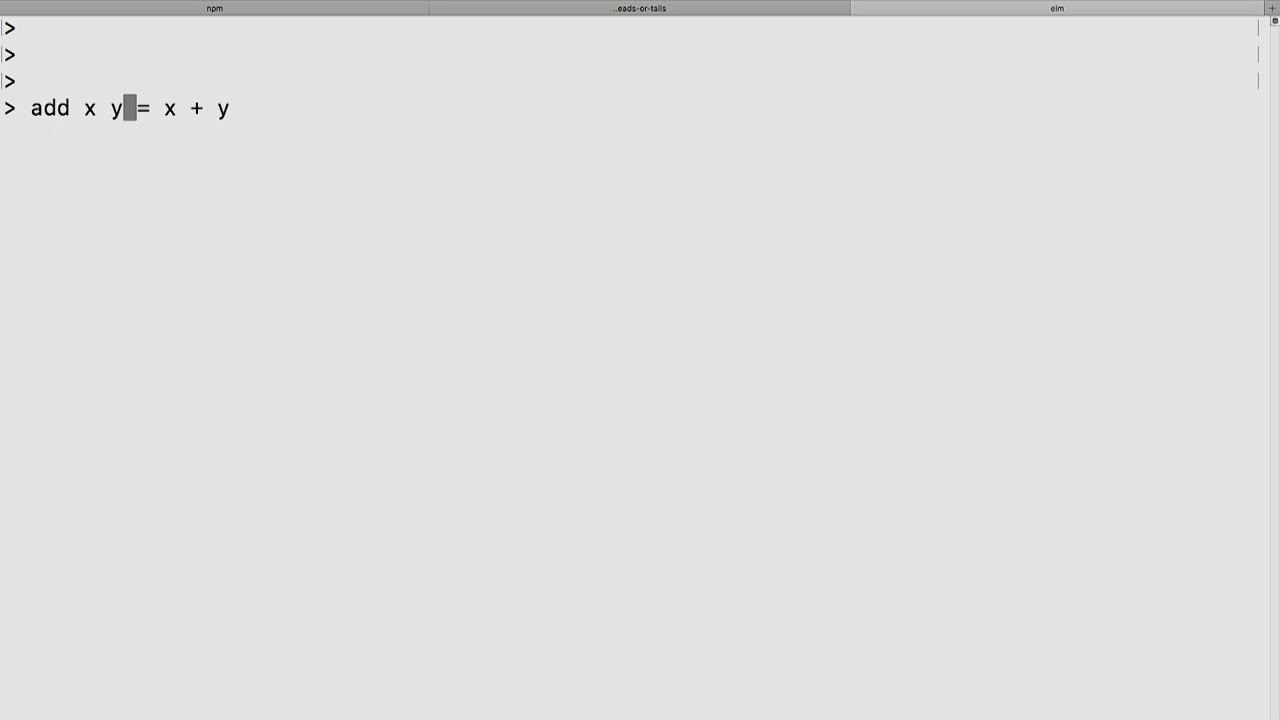 npm
..eads-or-tails
elm
+
>
>
>
> add x y = x + y